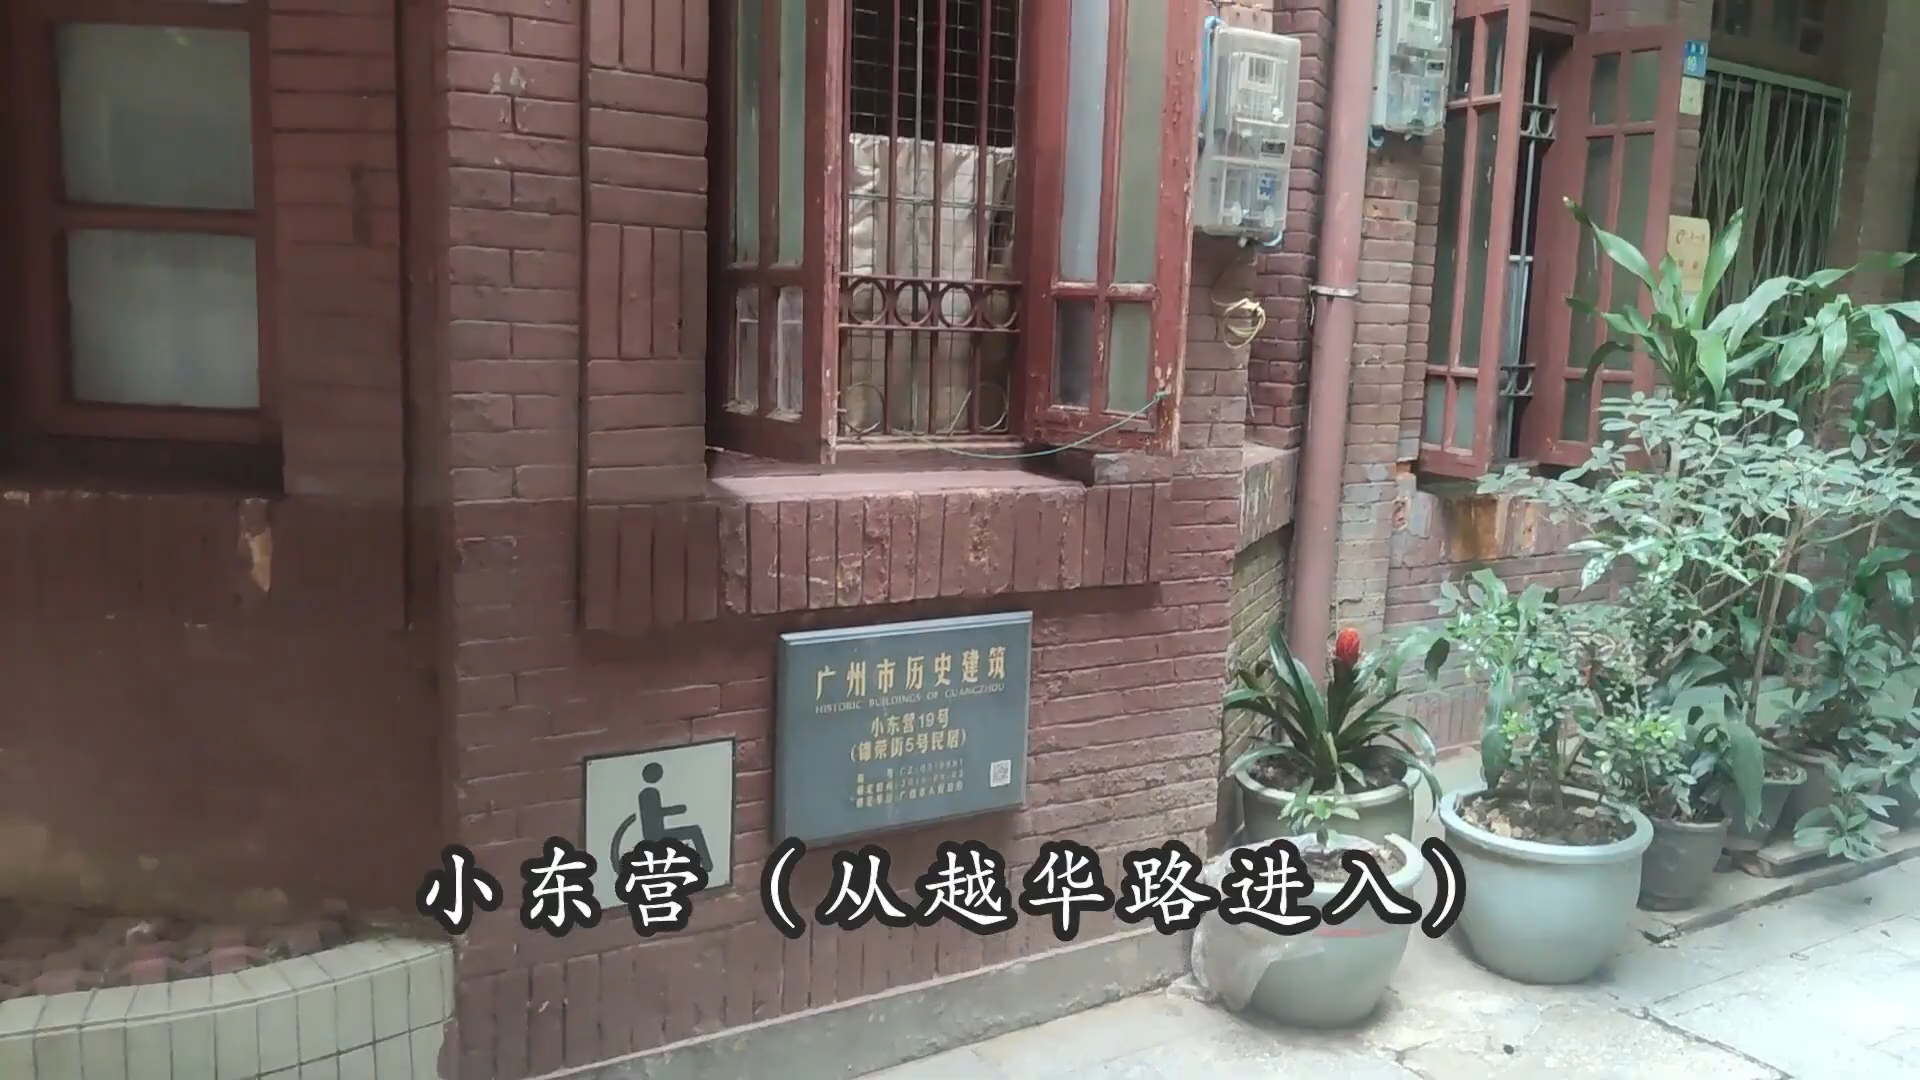 广州市历史建筑
HISTORIC BUILDINGS OF GUANGZHOU
小东营19号
(锦荣街5号民居)
小东营（从越华路进入）